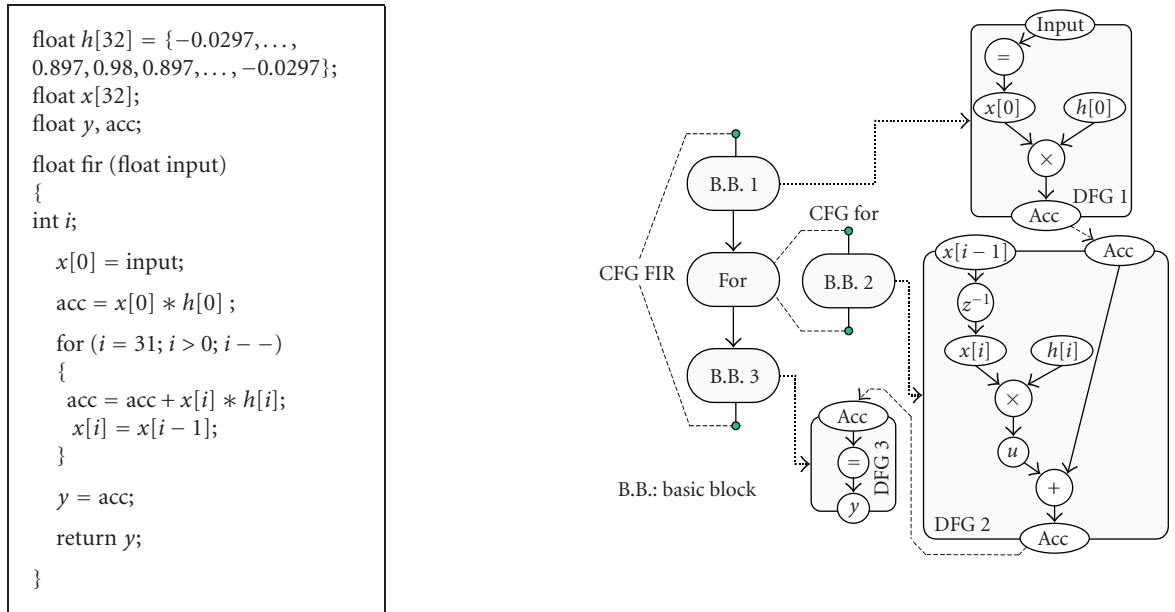 float h[32] = {−0.0297,...,
0.897, 0.98, 0.897,..., −0.0297};
float x[32];
float y, acc;
float fir (float input)
{
int i;
x[0] = input;
acc = x[0] ∗ h[0] ;
for (i = 31; i > 0; i − −)
{
acc = acc + x[i] ∗ h[i];
x[i] = x[i − 1];
}
y = acc;
return y;
}
CFG FIR
B.B. 1
For
B.B. 3
CFG for
B.B. 2
B.B.: basic block
Input
=
x[0]
h[0]
×
DFG 1
Acc
x[i − 1]
Acc
z−1
x[i]
h[i]
×
u
+
DFG 2
Acc
Acc
=
DFG 3
y